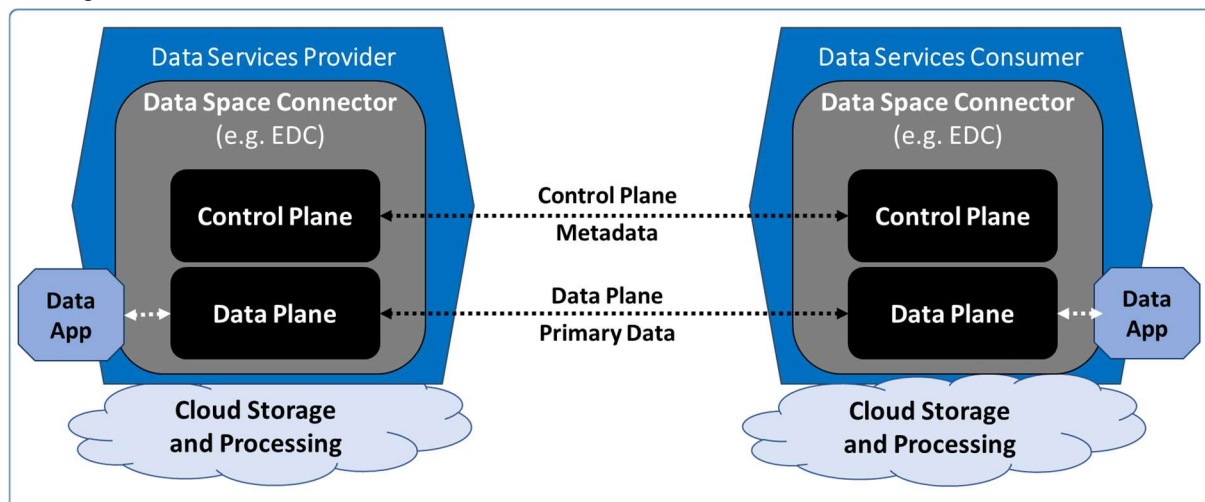 Data Services Provider
Data Space Connector
(e.g. EDC)
Control Plane
Data Plane
Data
App
Cloud Storage
and Processing
Control Plane
Metadata
Data Plane
Primary Data
Data Services Consumer
Data Space Connector
(e.g. EDC)
Control Plane
Data Plane
Data
App
Cloud Storage
and Processing